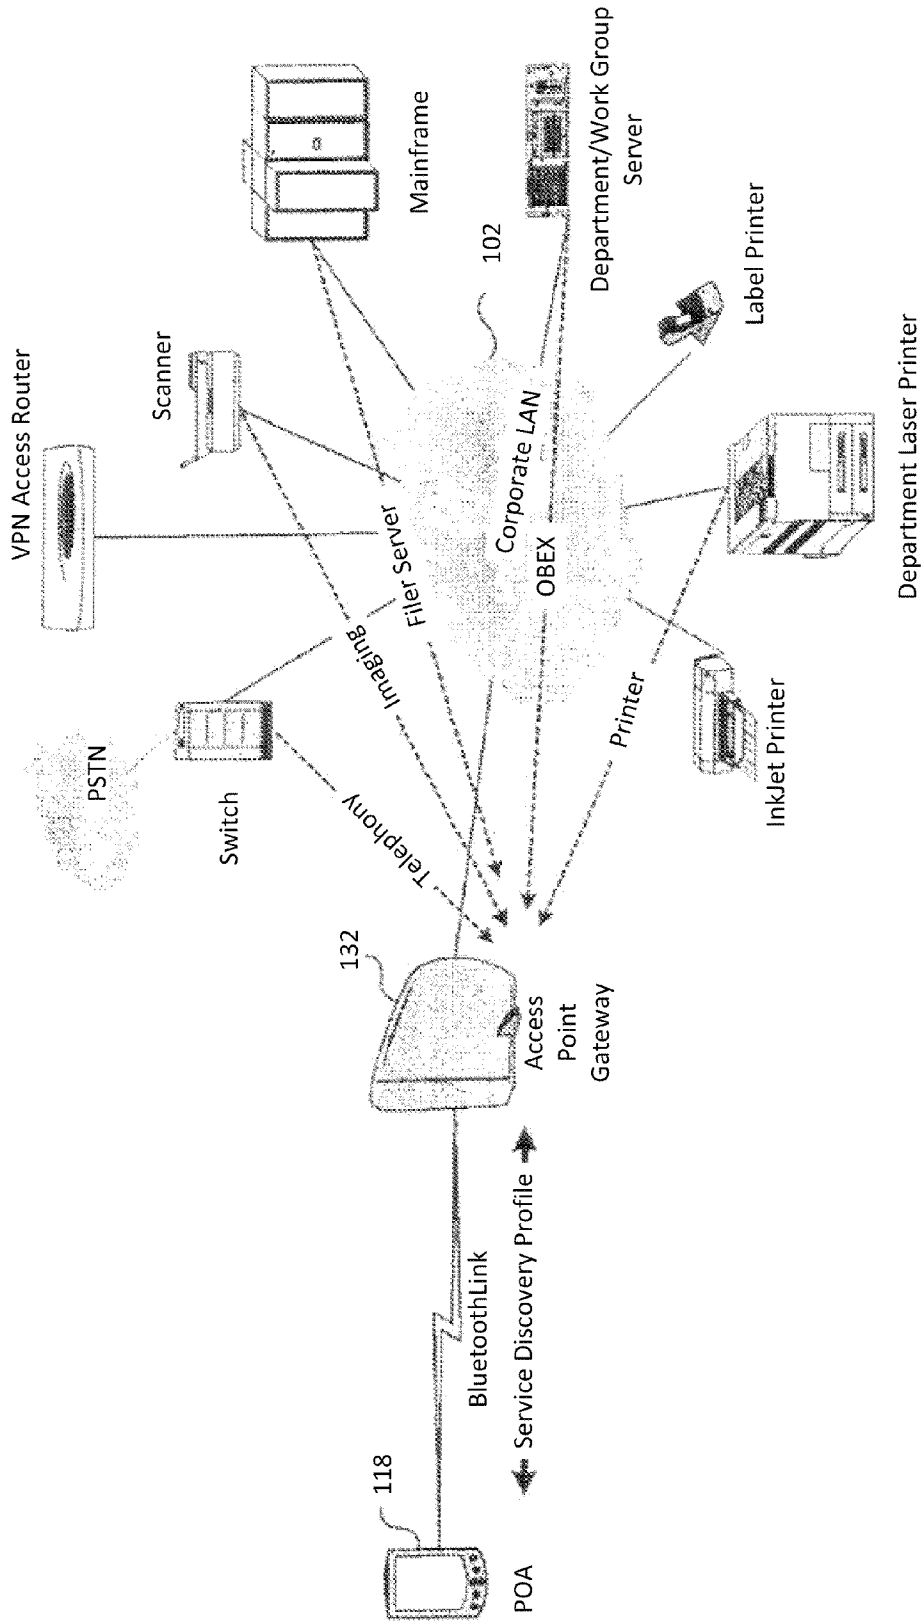 PSTN
VPN Access Router
Switch
Scanner
Mainframe
Telephony
Imaging
Filer Server
102
118
132
Corporate LAN
OBEX
Department/Work Group
Server
POA
BluetoothLink
Service Discovery Profile
Access
Point
Gateway
Printer
Label Printer
InkJet Printer
Department Laser Printer